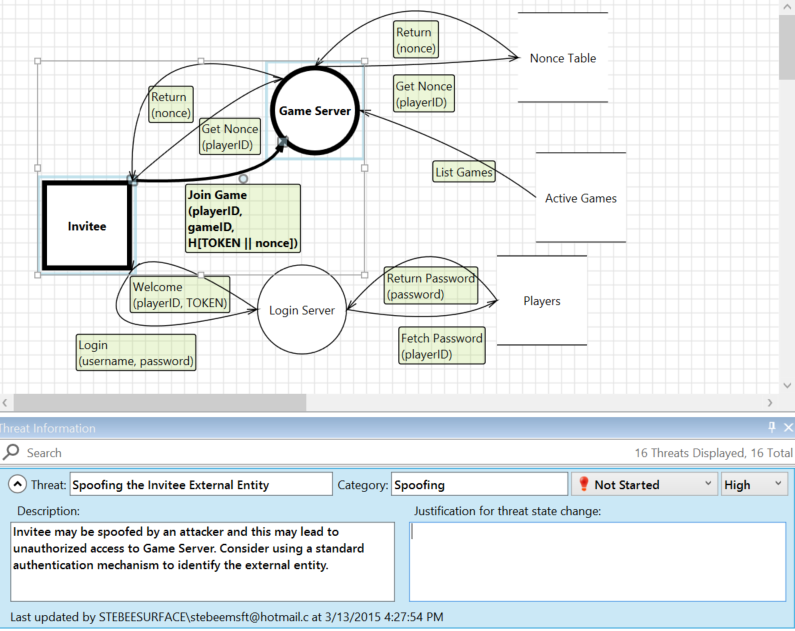 Return
(nonce)
Nonce Table
Return
(nonce)
Get Nonce
(playerID)
Game Server
Get Nonce
(playerID)
List Games
Active Games
Join Game
(playerID,
gameID,
H[TOKEN || nonce])
Invitee
Welcome
(playerID, TOKEN)
Login Server
Return Password
(password)
Players
Login
(username, password)
Fetch Password
(playerID)
Threat Information
Search
16 Threats Displayed, 16 Total
Threat: Spoofing the Invitee External Entity Category: Spoofing Not Started High
Description:
Invitee may be spoofed by an attacker and this may lead to
unauthorized access to Game Server. Consider using a standard
authentication mechanism to identify the external entity.
Justification for threat state change:
Last updated by STEBEESURFACE\stebeemsft@hotmail.c at 3/13/2015 4:27:54 PM